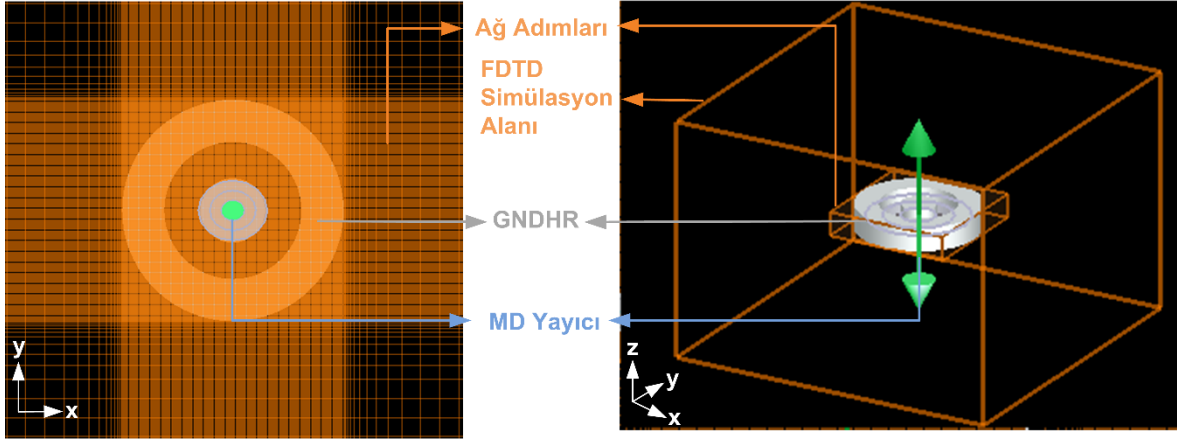 Ağ Adımları
FDTD
Simülasyon
Alanı
GNDHR
MD Yayıcı
y
x
z
y
x